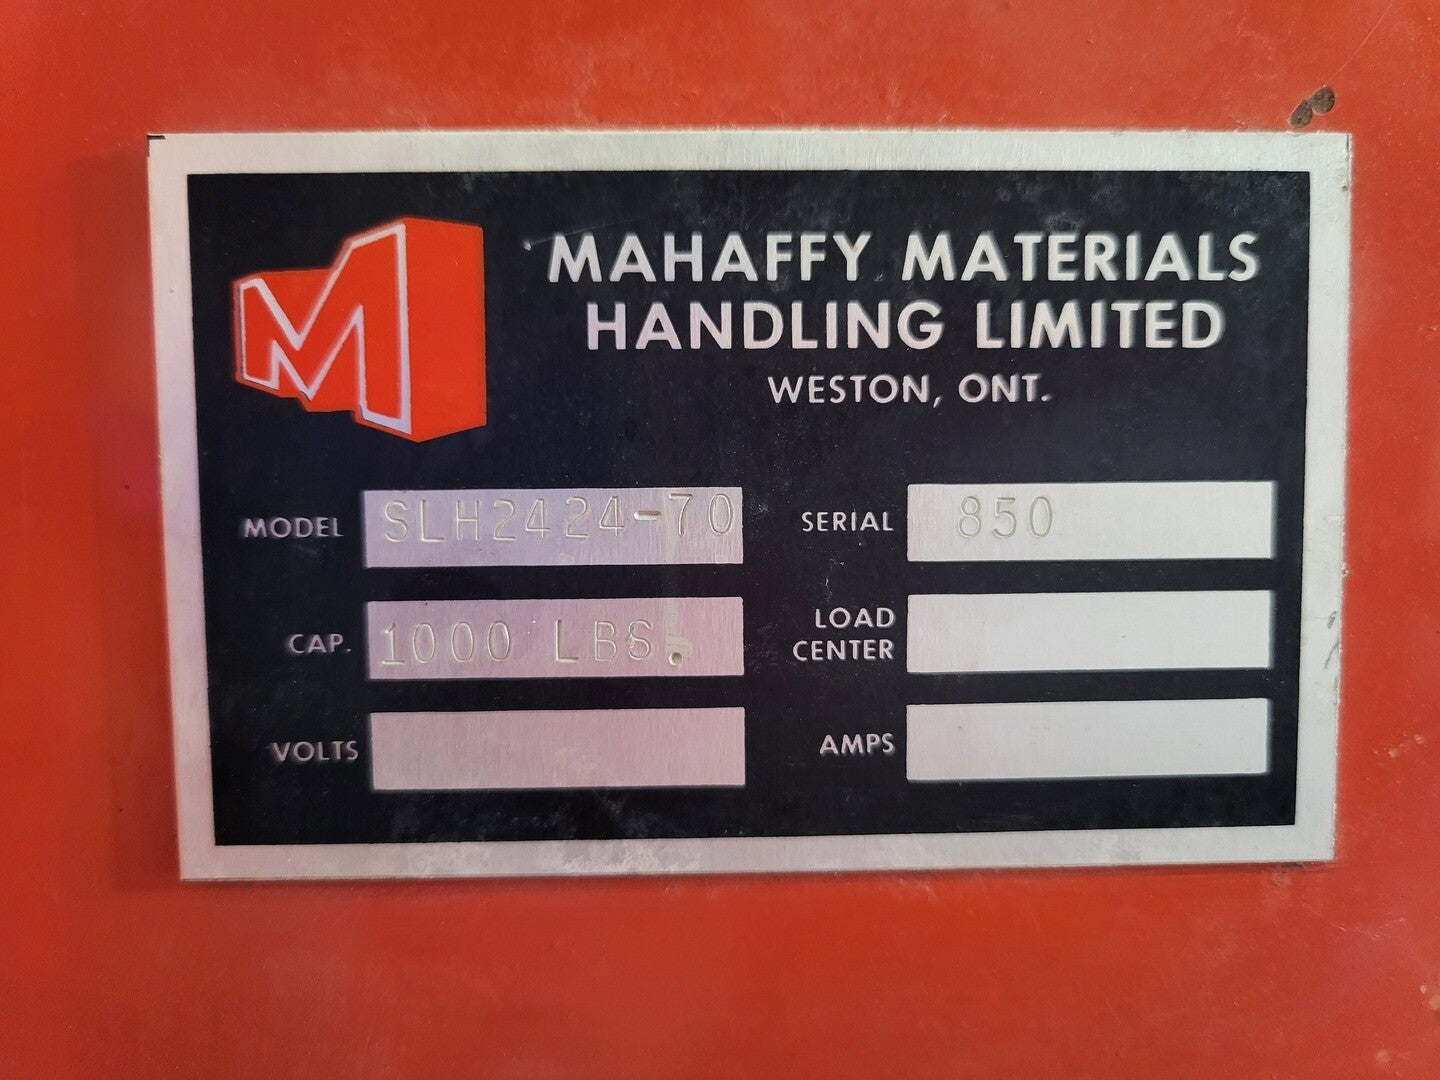 M
MAHAFFY MATERIALS
HANDLING LIMITED
WESTON, ONT.
MODEL SLH2424-70
SERIAL 850
CAP. 1000 LBS.
LOAD
CENTER
VOLTS
AMPS